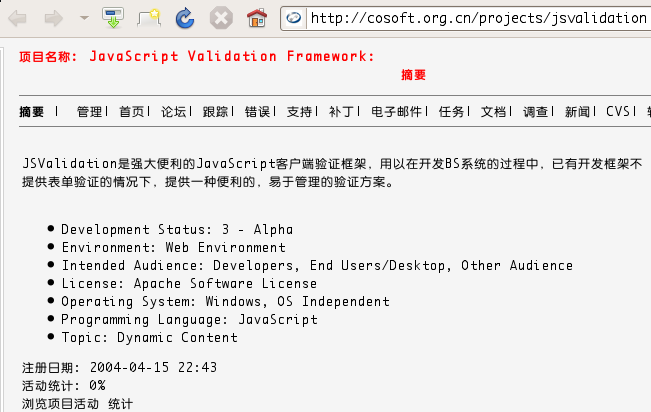 http://cosoft.org.cn/projects/jsvalidation
项目名称: JavaScript Validation Framework:
摘要
摘要 | 管理| 首页| 论坛| 跟踪| 错误| 支持| 补丁| 电子邮件| 任务| 文档| 调查| 新闻| CVS|
JSValidation是强大便利的JavaScript客户端验证框架，用以在开发BS系统的过程中，已有开发框架不
提供表单验证的情况下，提供一种便利的，易于管理的验证方案。
● Development Status: 3 - Alpha
● Environment: Web Environment
● Intended Audience: Developers, End Users/Desktop, Other Audience
● License: Apache Software License
● Operating System: Windows, OS Independent
● Programming Language: JavaScript
● Topic: Dynamic Content
注册日期: 2004-04-15 22:43
活动统计: 0%
浏览项目活动 统计